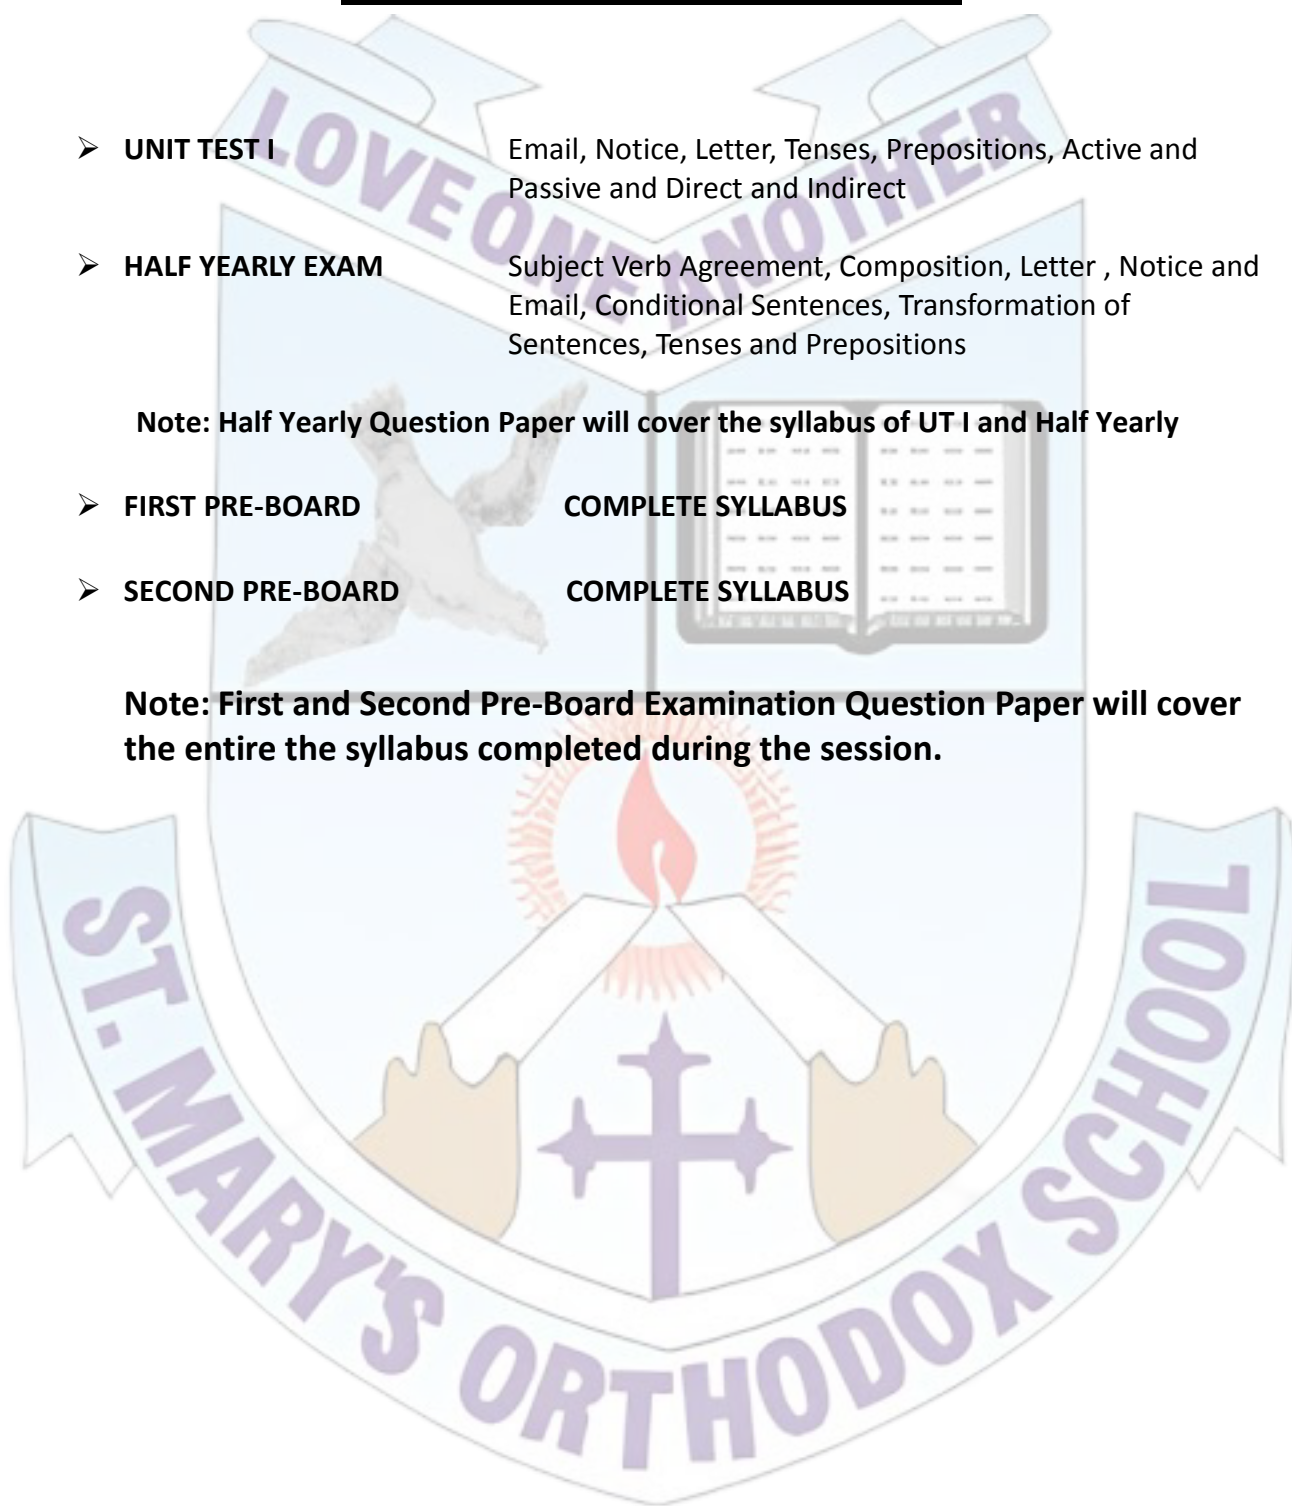 LOVE ONE ANOTHER
➢ UNIT TEST I Email, Notice, Letter, Tenses, Prepositions, Active and
Passive and Direct and Indirect
➢ HALF YEARLY EXAM Subject Verb Agreement, Composition, Letter , Notice and
Email, Conditional Sentences, Transformation of
Sentences, Tenses and Prepositions
Note: Half Yearly Question Paper will cover the syllabus of UT I and Half Yearly
➢ FIRST PRE-BOARD COMPLETE SYLLABUS
➢ SECOND PRE-BOARD COMPLETE SYLLABUS
Note: First and Second Pre-Board Examination Question Paper will cover
the entire the syllabus completed during the session.
ST. MARY'S ORTHODOX SCHOOL